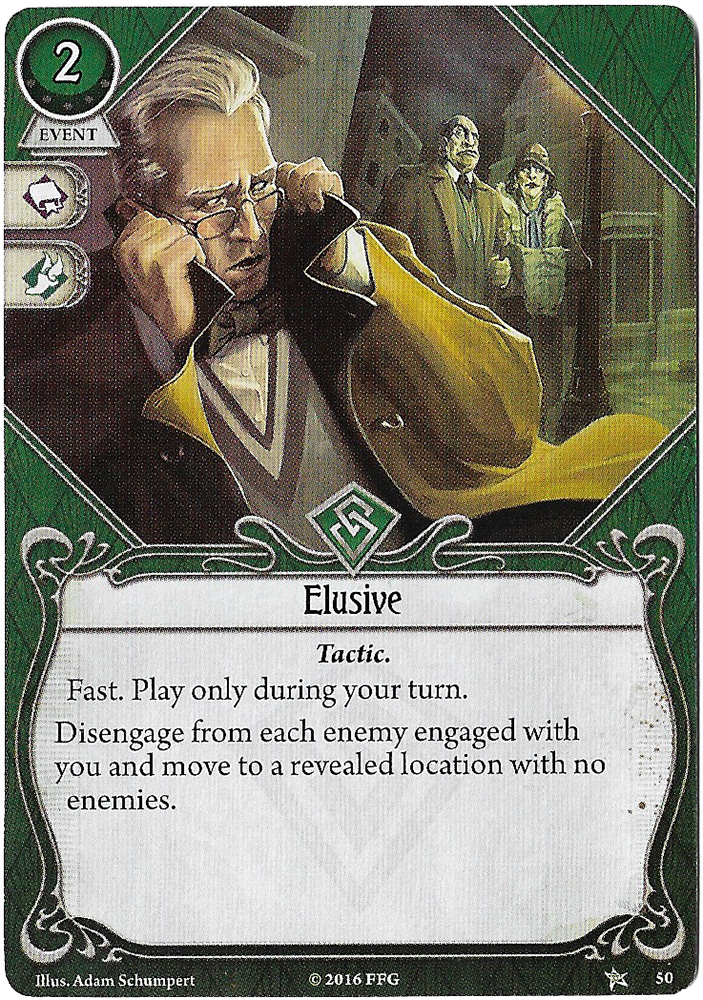 2
EVENT
Elusive
Tactic.
Fast. Play only during your turn.
Disengage from each enemy engaged with
you and move to a revealed location with no
enemies.
Illus. Adam Schumpert
© 2016 FFG
50